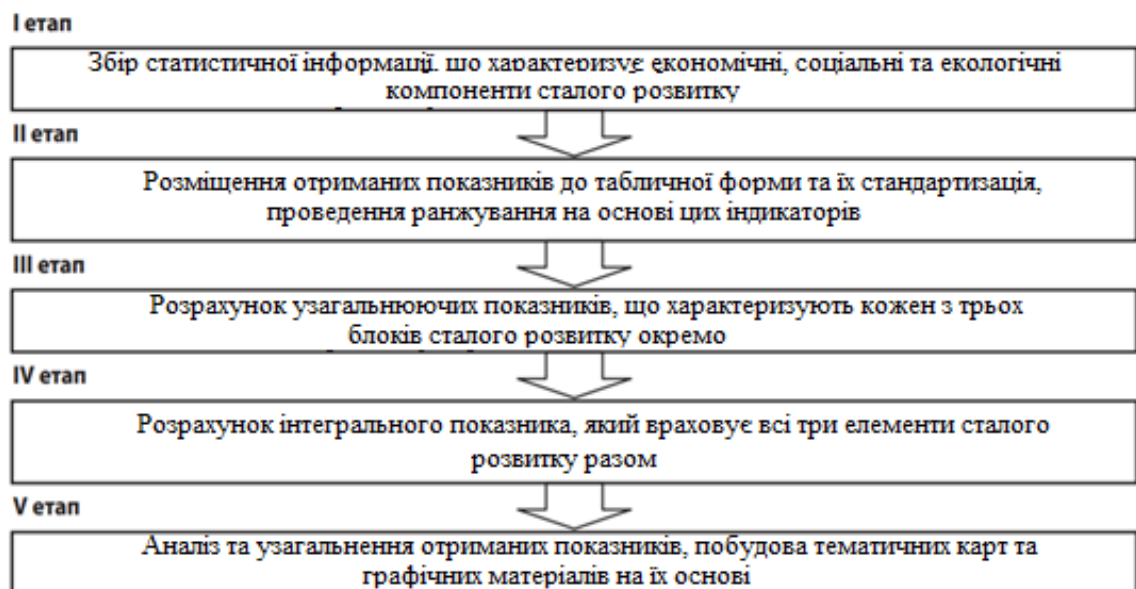 I етап
Збір статистичної інформації, що характеризує економічні, соціальні та екологічні
компоненти сталого розвитку
II етап
Розміщення отриманих показників до табличної форми та їх стандартизація,
проведення ранжування на основі цих індикаторів
III етап
Розрахунок узагальнюючих показників, що характеризують кожен з трьох
блоків сталого розвитку окремо
IV етап
Розрахунок інтегрального показника, який враховує всі три елементи сталого
розвитку разом
V етап
Аналіз та узагальнення отриманих показників, побудова тематичних карт та
графічних матеріалів на їх основі